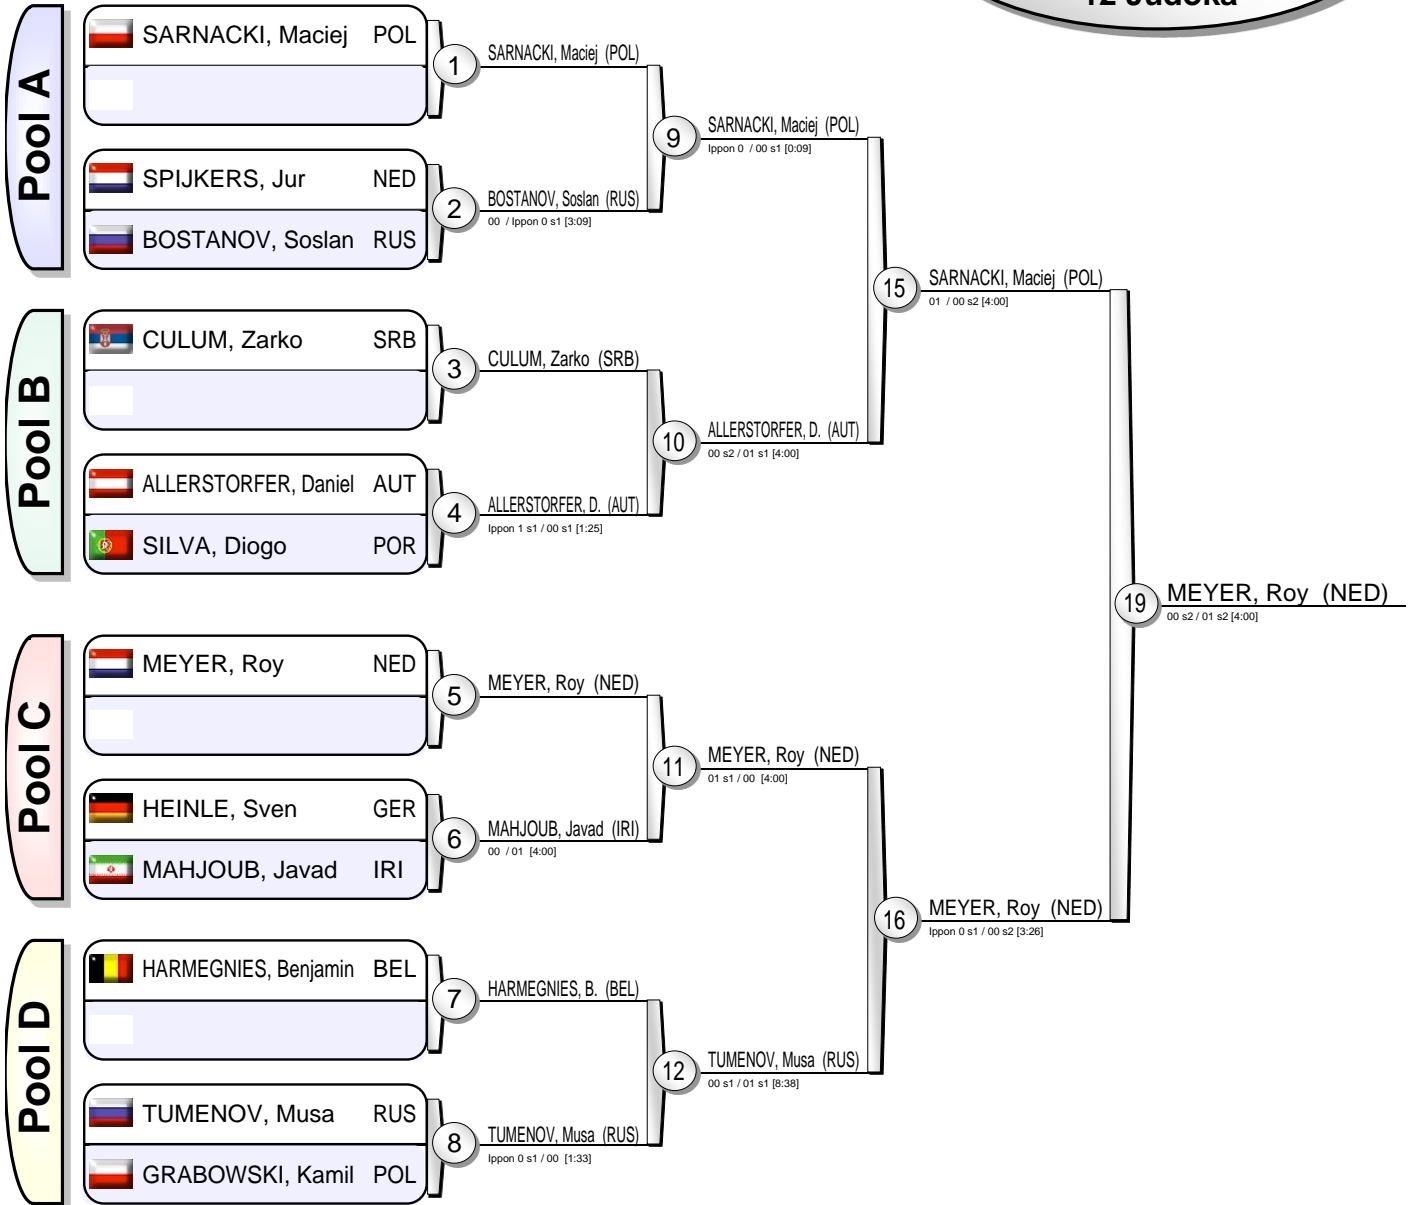 12 Judoka
Pool A
SARNACKI, Maciej POL
SPIJKERS, Jur NED
BOSTANOV, Soslan RUS
Pool B
CULUM, Zarko SRB
ALLERSTORFER, Daniel AUT
SILVA, Diogo POR
Pool C
MEYER, Roy NED
HEINLE, Sven GER
MAHJOUB, Javad IRI
Pool D
HARMEGNIES, Benjamin BEL
TUMENOV, Musa RUS
GRABOWSKI, Kamil POL
1
SARNACKI, Maciej (POL)
2
BOSTANOV, Soslan (RUS)
00 / Ippon 0 s1 [3:09]
3
CULUM, Zarko (SRB)
4
ALLERSTORFER, D. (AUT)
Ippon 1 s1 / 00 s1 [1:25]
5
MEYER, Roy (NED)
6
MAHJOUB, Javad (IRI)
00 / 01 [4:00]
7
HARMEGNIES, B. (BEL)
8
TUMENOV, Musa (RUS)
Ippon 0 s1 / 00 [1:33]
9
SARNACKI, Maciej (POL)
Ippon 0 / 00 s1 [0:09]
10
ALLERSTORFER, D. (AUT)
00 s2 / 01 s1 [4:00]
11
MEYER, Roy (NED)
01 s1 / 00 [4:00]
12
TUMENOV, Musa (RUS)
00 s1 / 01 s1 [8:38]
15
SARNACKI, Maciej (POL)
01 / 00 s2 [4:00]
16
MEYER, Roy (NED)
Ippon 0 s1 / 00 s2 [3:26]
19
MEYER, Roy (NED)
00 s2 / 01 s2 [4:00]